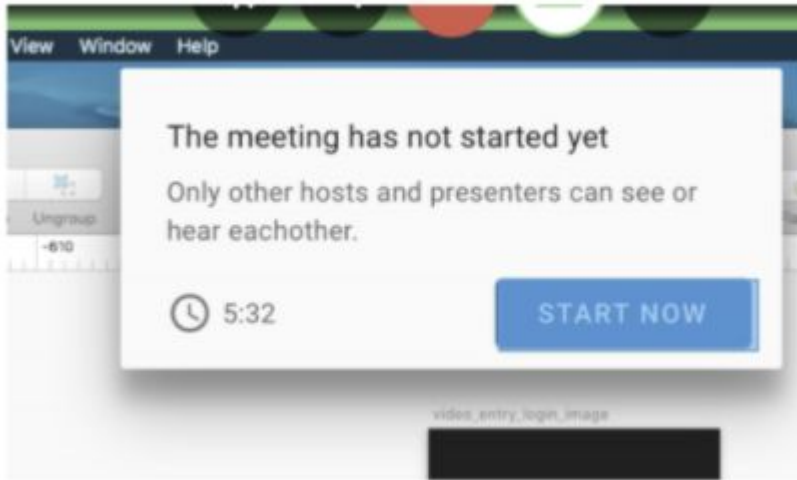 View Window Help
The meeting has not started yet
Only other hosts and presenters can see or
hear eachother.
Ungroup
-610
5:32
START NOW
video_entry_login_image